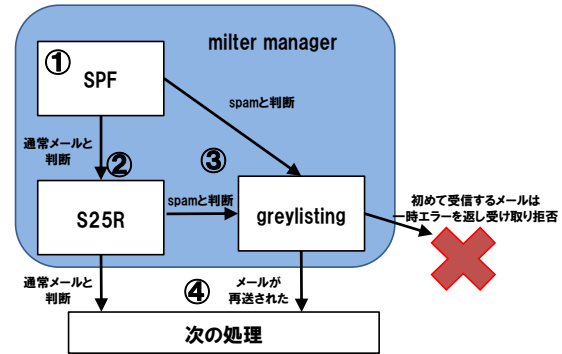 milter manager
①
SPF
spamと判断
通常メールと
判断
②
③
S25R
spamと判断
greylisting
初めて受信するメールは
一時エラーを返し受け取り拒否
通常メールと
判断
④
メールが
再送された
次の処理